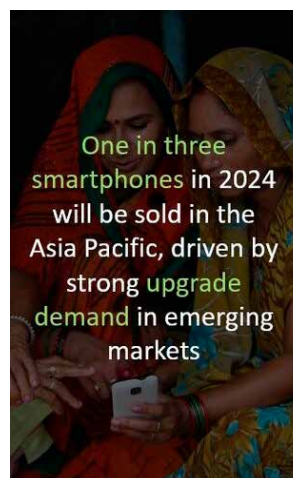 One in three
smartphones in 2024
will be sold in the
Asia Pacific, driven by
strong upgrade
demand in emerging
markets